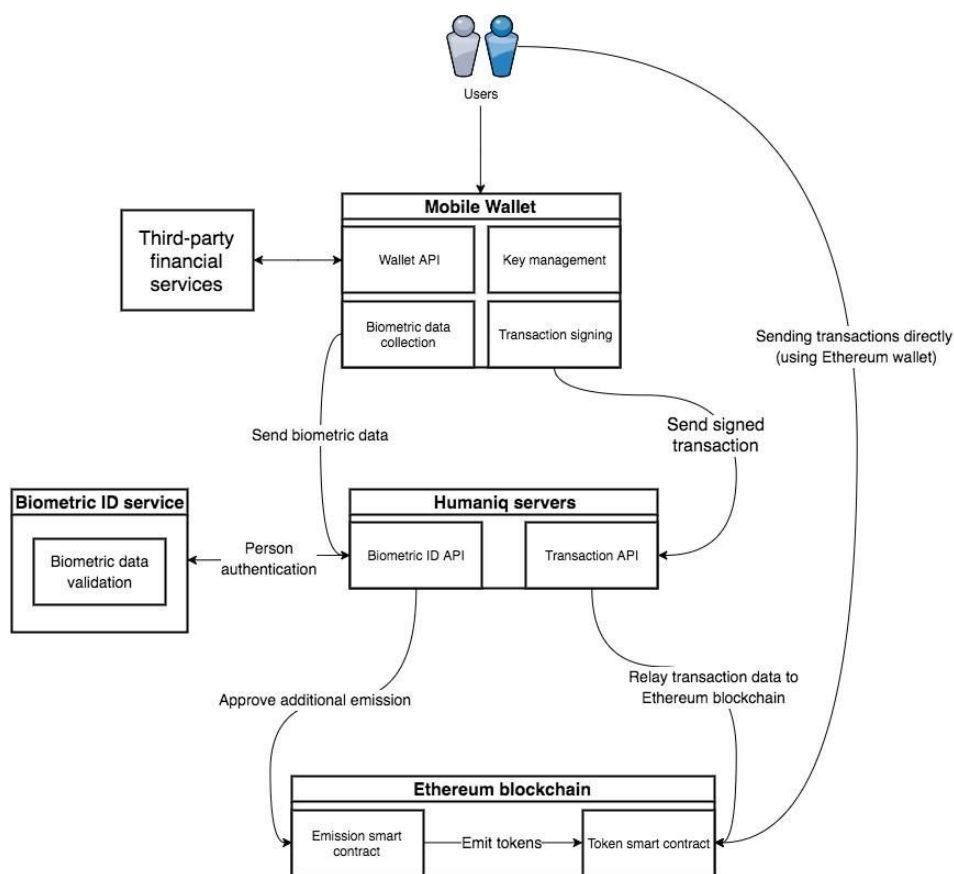 Users
Mobile Wallet
Third-party
financial
services
Wallet API
Key management
Biometric data
collection
Transaction signing
Sending transactions directly
(using Ethereum wallet)
Send biometric data
Send signed
transaction
Biometric ID service
Humaniq servers
Biometric data
validation
Person
authentication
Biometric ID API
Transaction API
Approve additional emission
Relay transaction data to
Ethereum blockchain
Ethereum blockchain
Emission smart
contract
Emit tokens
Token smart contract